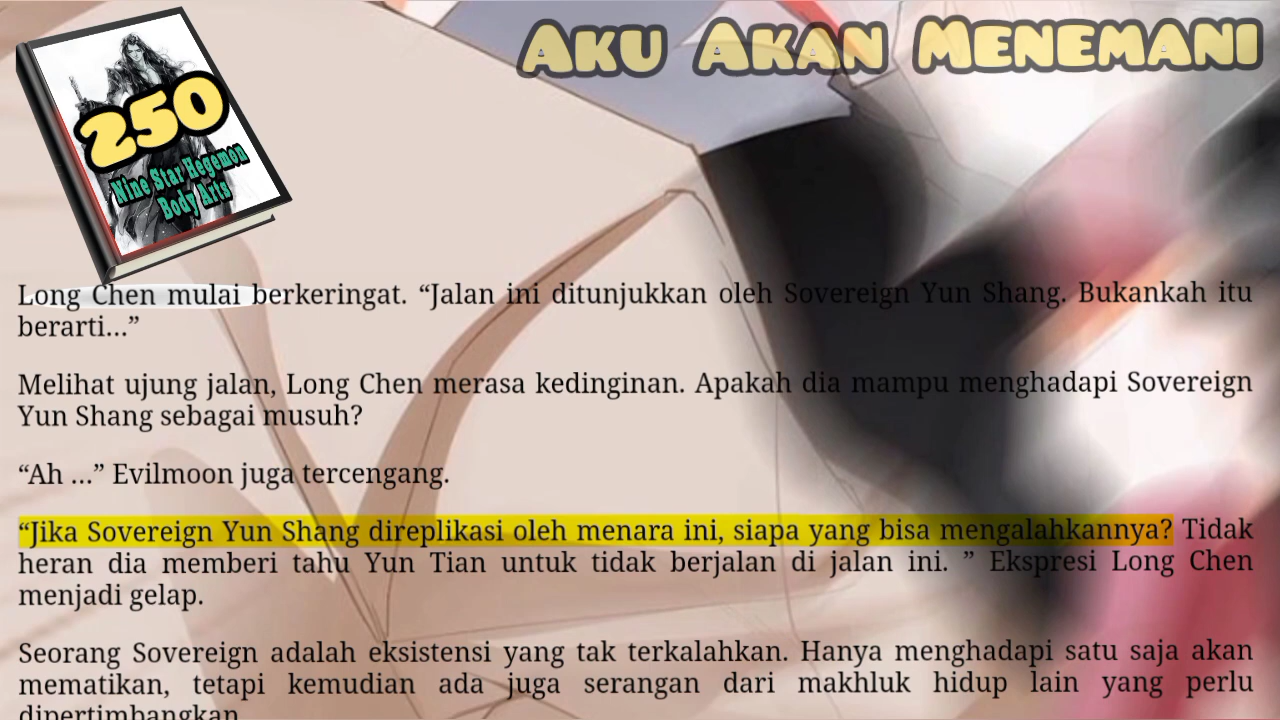 AKU AKAN MENEMANI
250
Nine Star Hegemon
Body Arts
Long Chen mulai berkeringat. “Jalan ini ditunjukkan oleh Sovereign Yun Shang. Bukankah itu
berarti…”
Melihat ujung jalan, Long Chen merasa kedinginan. Apakah dia mampu menghadapi Sovereign
Yun Shang sebagai musuh?
“Ah …” Evilmoon juga tercengang.
“Jika Sovereign Yun Shang direplikasi oleh menara ini, siapa yang bisa mengalahkannya? Tidak
heran dia memberi tahu Yun Tian untuk tidak berjalan di jalan ini. ” Ekspresi Long Chen
menjadi gelap.
Seorang Sovereign adalah eksistensi yang tak terkalahkan. Hanya menghadapi satu saja akan
mematikan, tetapi kemudian ada juga serangan dari makhluk hidup lain yang perlu
dipertimbangkan